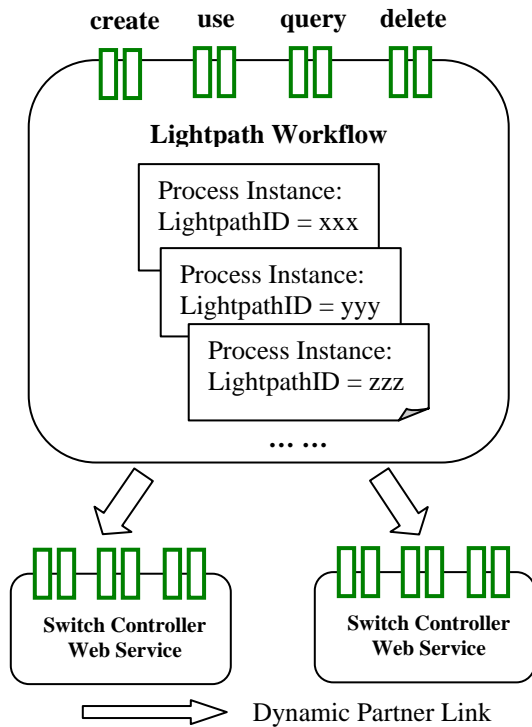 create use query delete
Lightpath Workflow
Process Instance:
LightpathID = xxx
Process Instance:
LightpathID = yyy
Process Instance:
LightpathID = zzz
... ...
Switch Controller
Web Service
Switch Controller
Web Service
Dynamic Partner Link